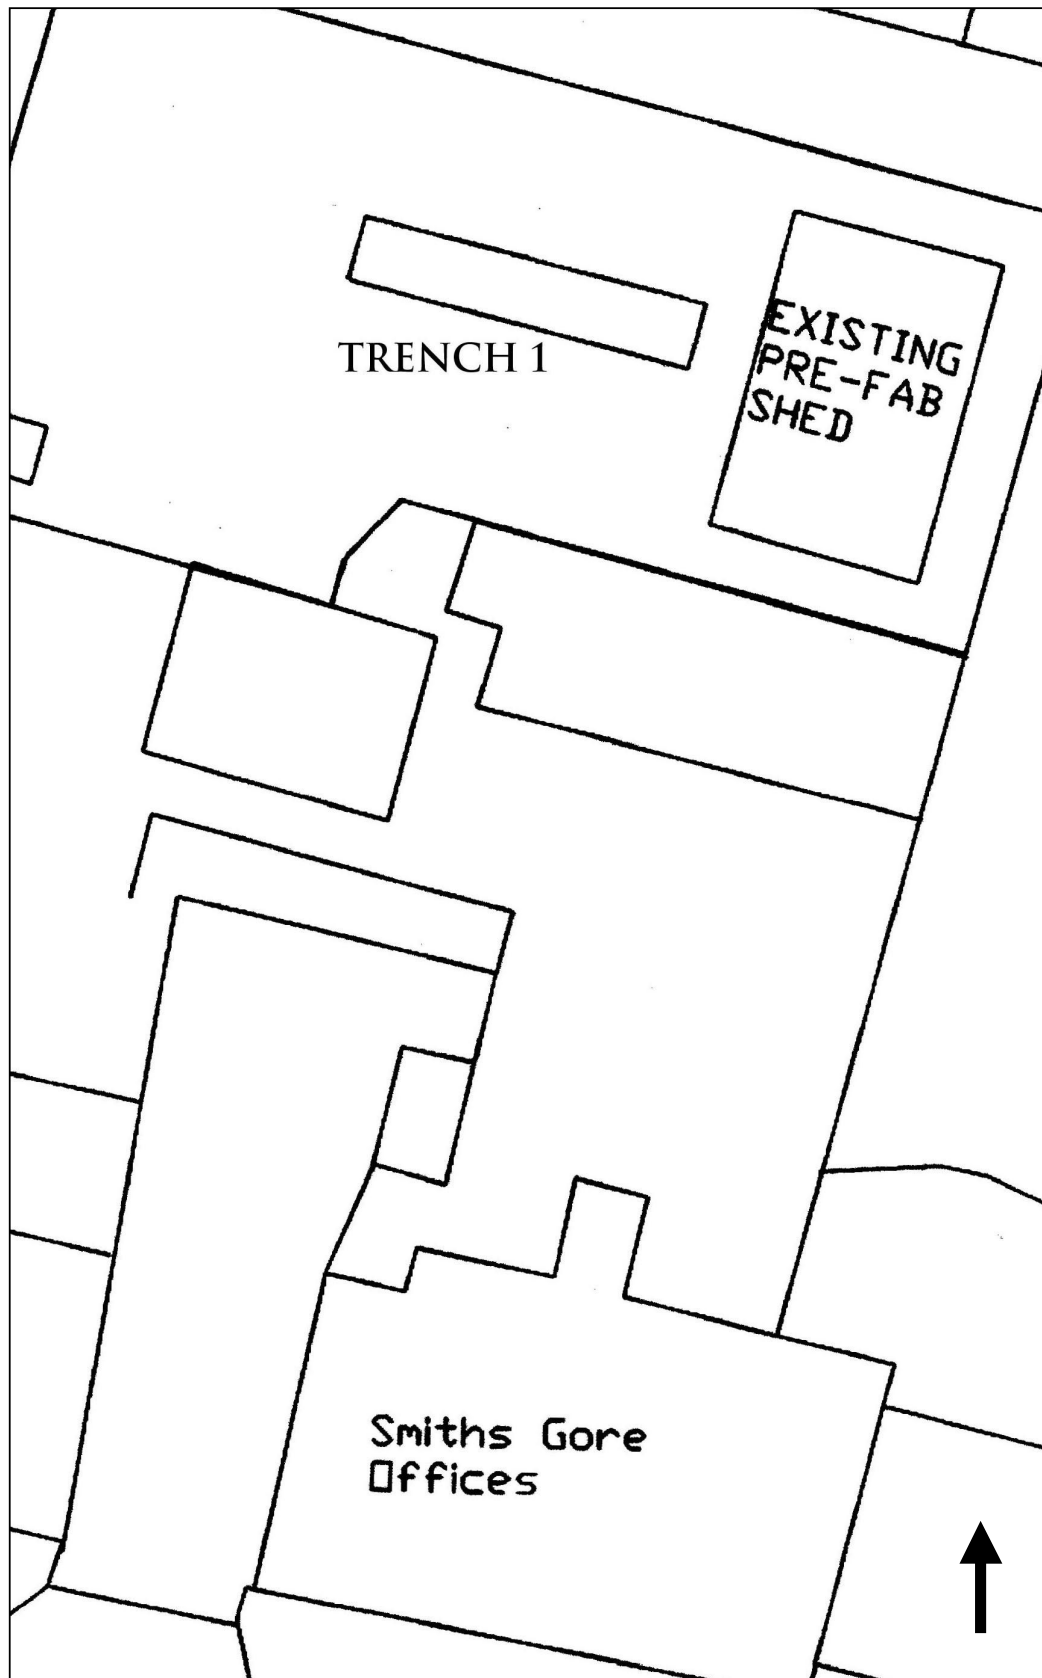 TRENCH 1
EXISTING
PRE-FAB
SHED
Smiths Gore
Offices